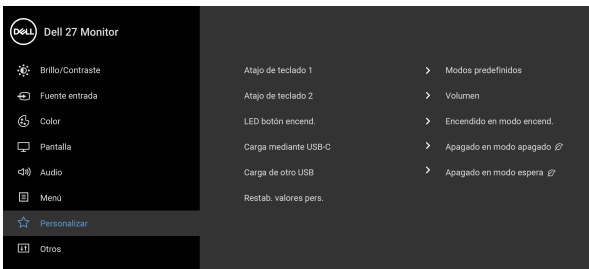 DELL Dell 27 Monitor
Brillo/Contraste
Fuente entrada
Color
Pantalla
Audio
Menú
Personalizar
Otros
Atajo de teclado 1 Modos predefinidos
Atajo de teclado 2 Volumen
LED botón encend. Encendido en modo encend.
Carga mediante USB-C Apagado en modo apagado
Carga de otro USB Apagado en modo espera
Restab. valores pers.